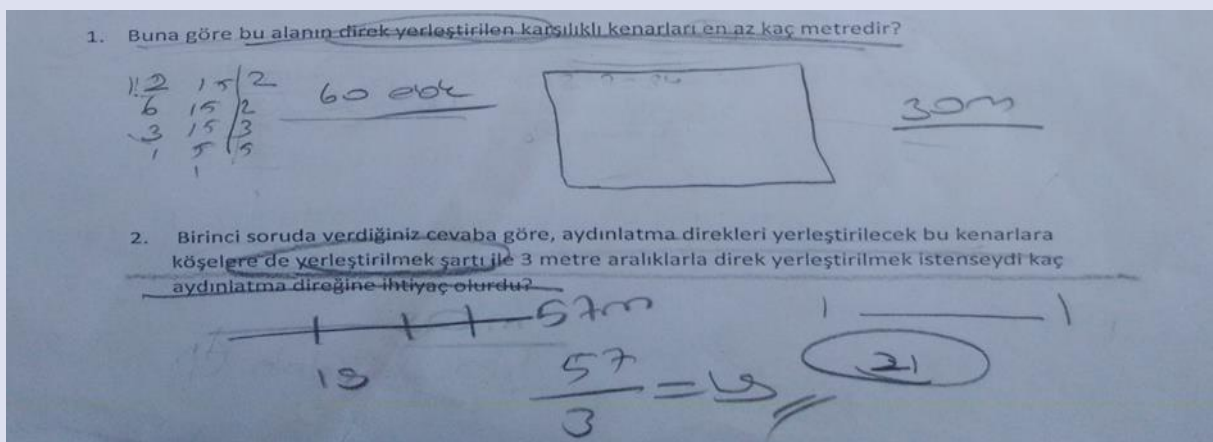 1. Buna göre bu alanın direk yerleştirilen karşılıklı kenarları en az kaç metredir?
12 15 | 2
6 15 | 2
3 15 | 3
1 5 | 5
1
60 ebk
30m
2. Birinci soruda verdiğiniz cevaba göre, aydınlatma direkleri yerleştirilecek bu kenarlara
köşelere de yerleştirilmek şartı ile 3 metre aralıklarla direk yerleştirilmek istenseydi kaç
aydınlatma direğine ihtiyaç olurdu?
57m
19
57/3 = 19
21